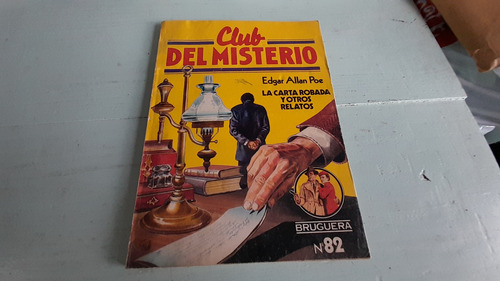 Club
DEL MISTERIO
Edgar Allan Poe
LA CARTA ROBADA
Y OTROS
RELATOS
BRUGUERA
Nº82